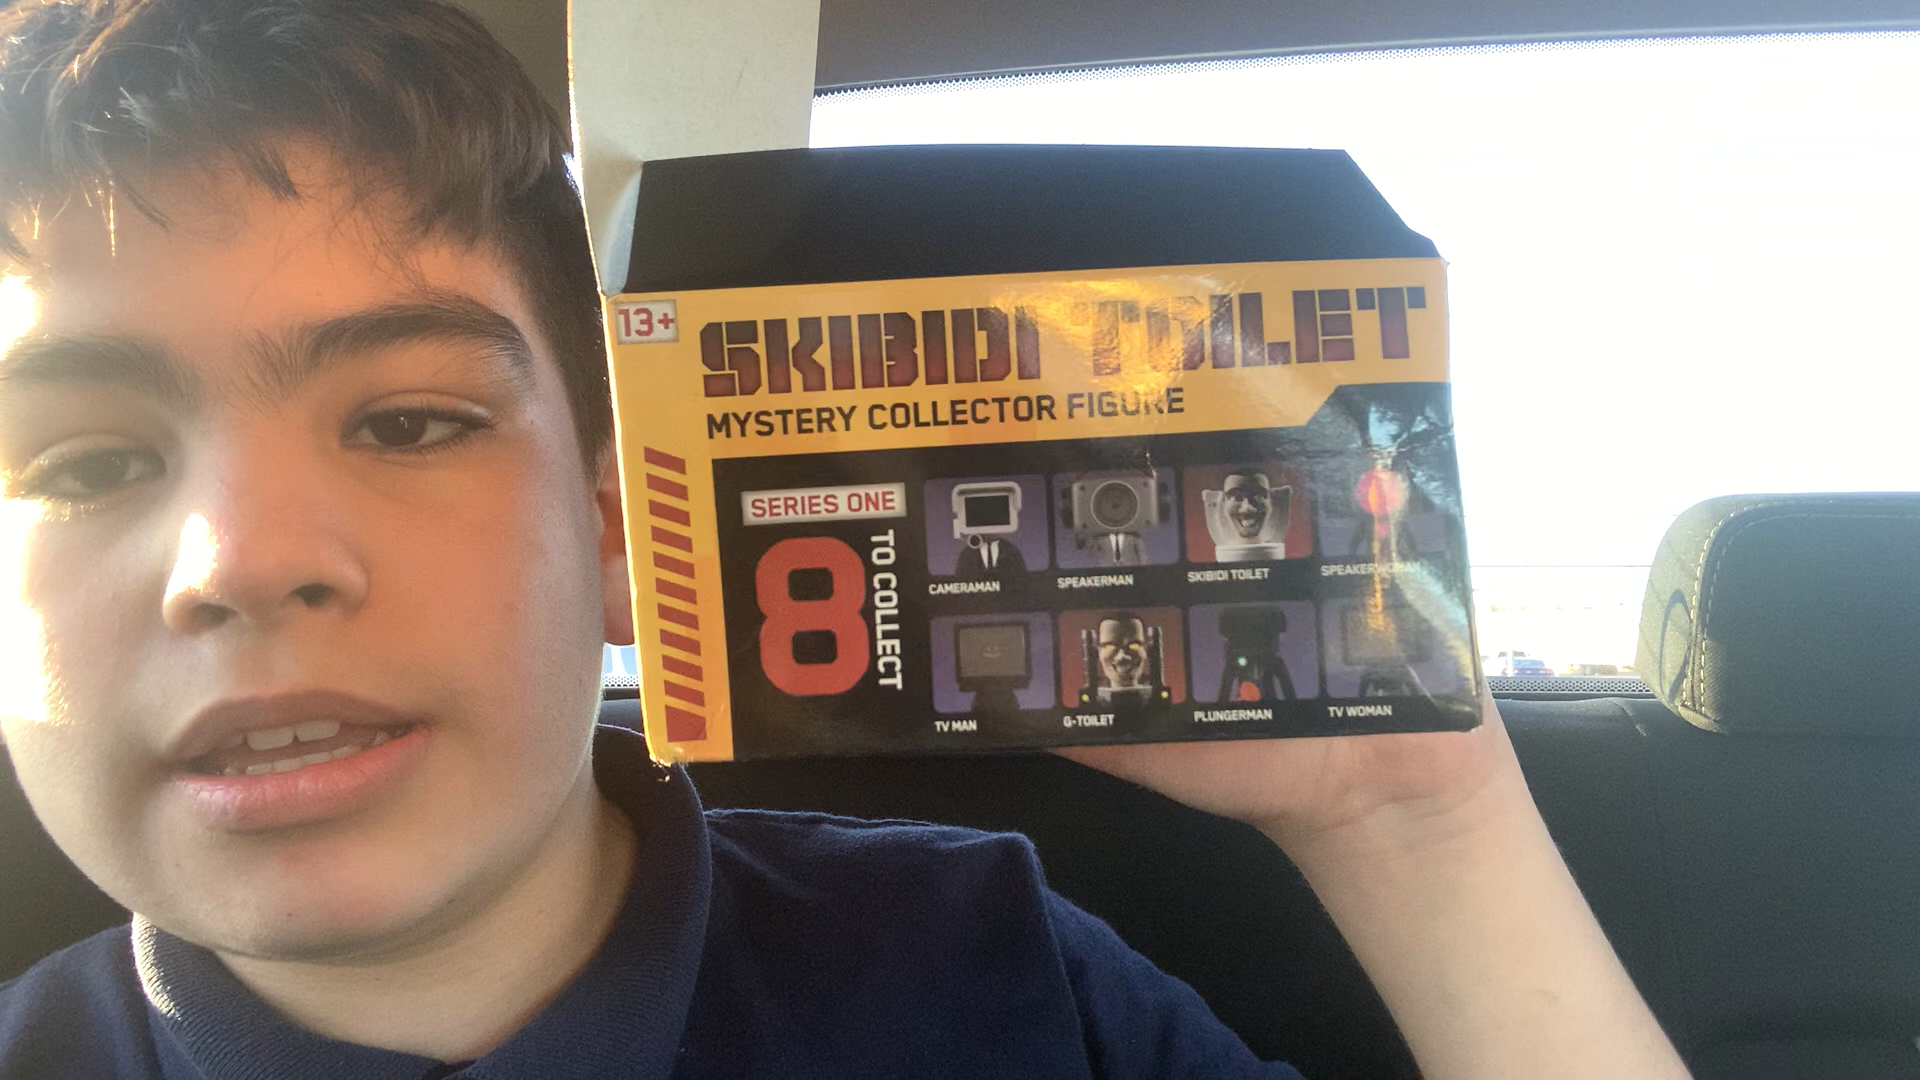 13+
SKIBIDI TOILET
MYSTERY COLLECTOR FIGURE
SERIES ONE
8
TO COLLECT
CAMERAMAN
SPEAKERMAN
SKIBIDI TOILET
SPEAKERWOMAN
TV MAN
G-TOILET
PLUNGERMAN
TV WOMAN